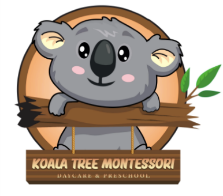 KOALA TREE MONTESSORI
DAYCARE & PRESCHOOL